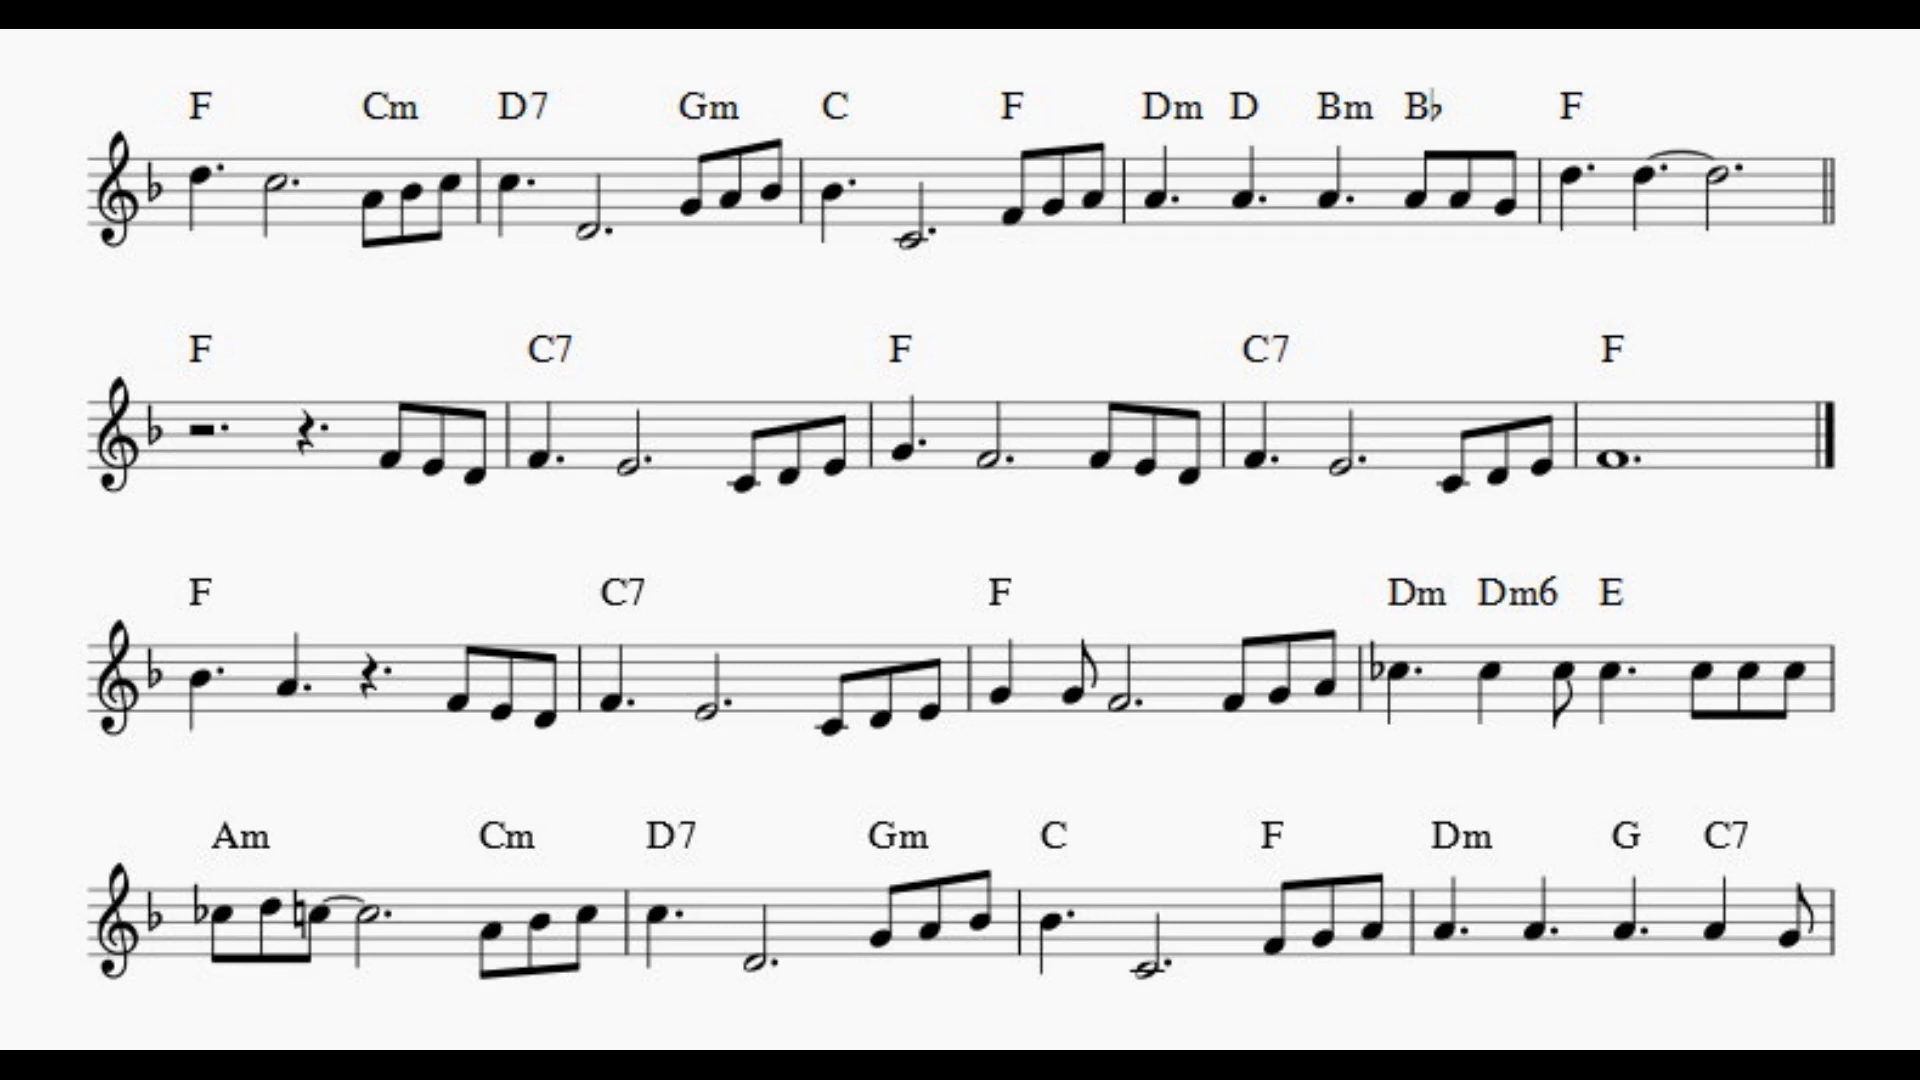 F Cm D7 Gm C F Dm D Bm B♭ F
F C7 F C7 F
F C7 F Dm Dm6 E
Am Cm D7 Gm C F Dm G C7